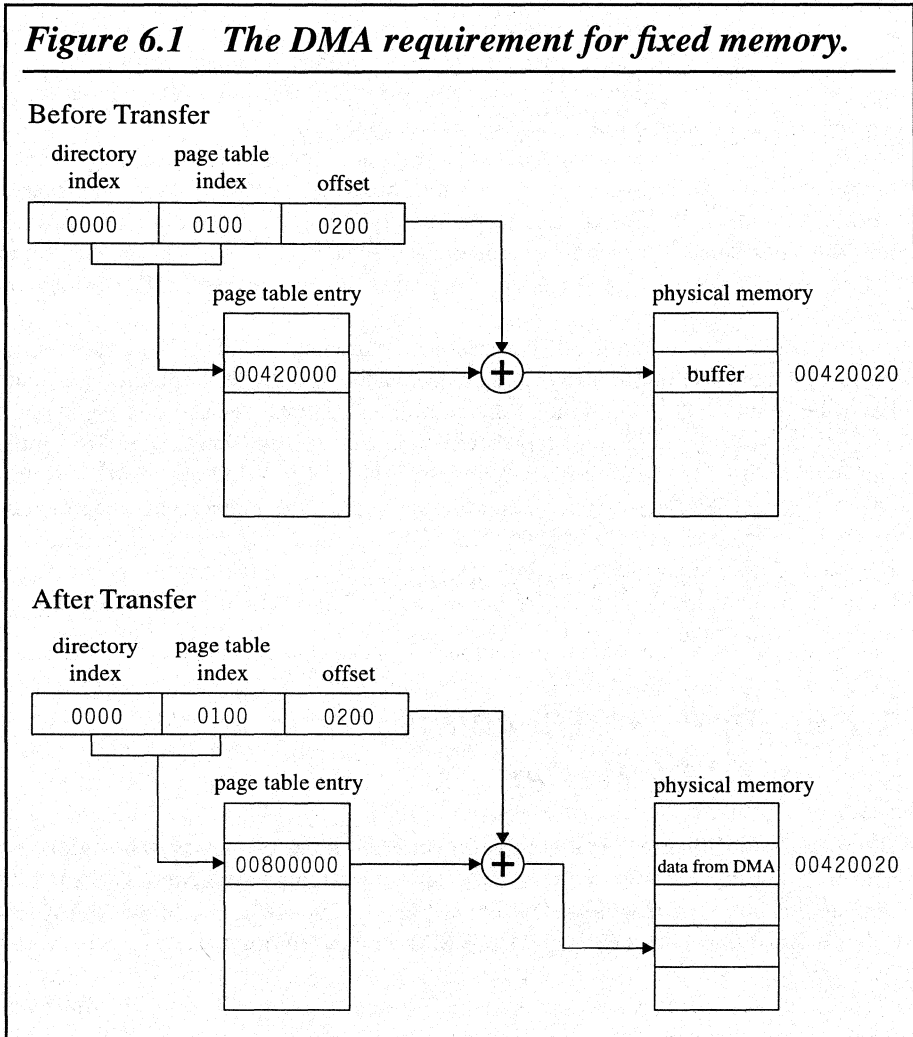 Figure 6.1 The DMA requirement for fixed memory.
Before Transfer
directory index
page table index
offset
0000 0100 0200
page table entry
physical memory
00420000
buffer
00420020
After Transfer
directory index
page table index
offset
0000 0100 0200
page table entry
physical memory
00800000
data from DMA
00420020